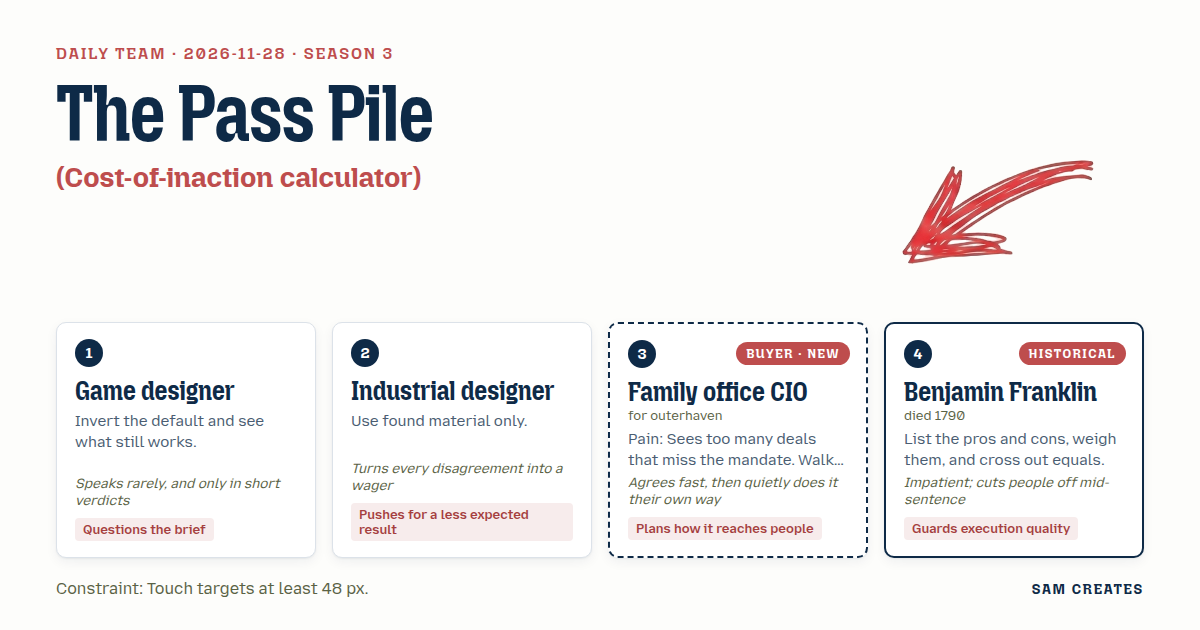 DAILY TEAM · 2026-11-28 · SEASON 3
The Pass Pile
(Cost-of-inaction calculator)
1
Game designer
Invert the default and see
what still works.
Speaks rarely, and only in short
verdicts
Questions the brief
2
Industrial designer
Use found material only.
Turns every disagreement into a
wager
Pushes for a less expected
result
3
BUYER · NEW
Family office CIO
for outerhaven
Pain: Sees too many deals
that miss the mandate. Walk…
Agrees fast, then quietly does it
their own way
Plans how it reaches people
4
HISTORICAL
Benjamin Franklin
died 1790
List the pros and cons, weigh
them, and cross out equals.
Impatient; cuts people off mid-
sentence
Guards execution quality
Constraint: Touch targets at least 48 px.
SAM CREATES